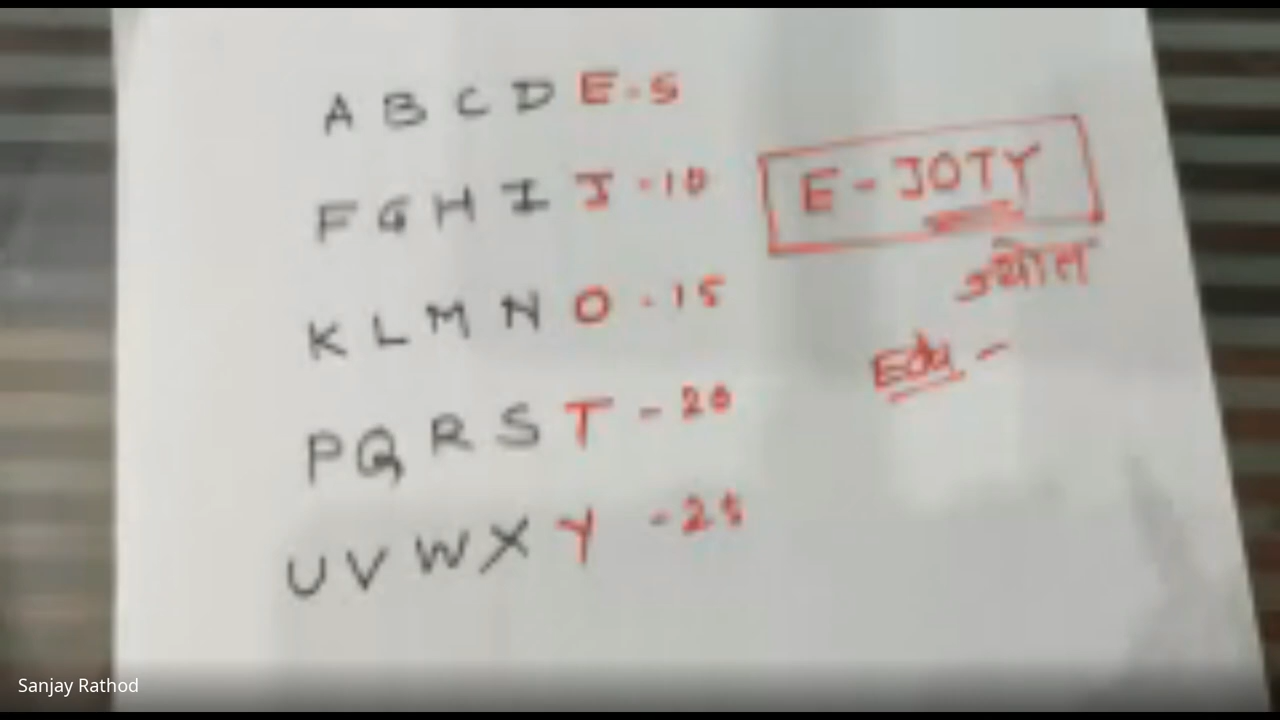 A B C D E - 5
F G H I J - 10
K L M N O - 15
P Q R S T - 20
U V W X Y - 25
E - JOTY
Edu -
Sanjay Rathod